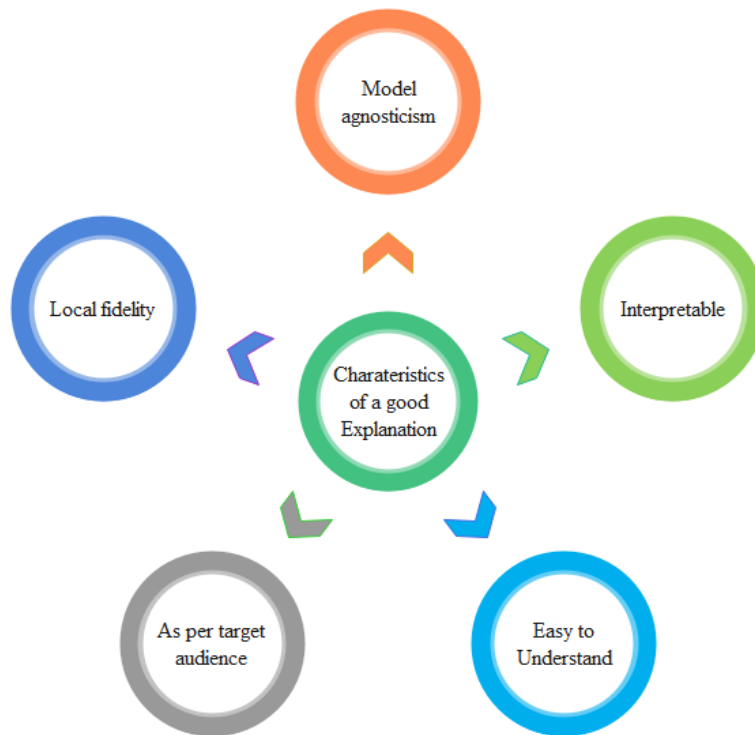 Model
agnosticism
Local fidelity
Interpretable
Charateristics
of a good
Explanation
As per target
audience
Easy to
Understand